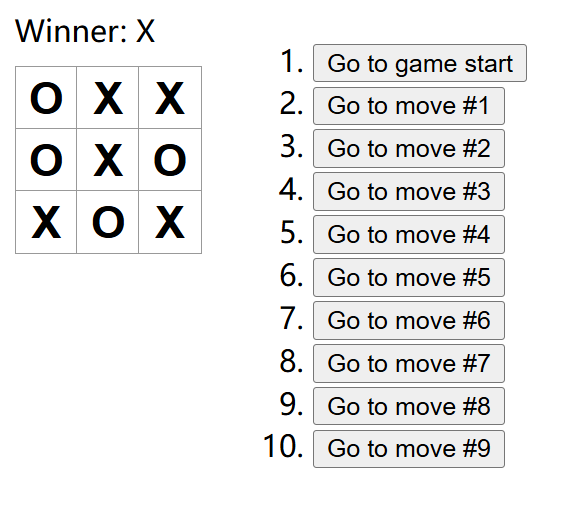 Winner: X
O X X
O X O
X O X
1. Go to game start
2. Go to move #1
3. Go to move #2
4. Go to move #3
5. Go to move #4
6. Go to move #5
7. Go to move #6
8. Go to move #7
9. Go to move #8
10. Go to move #9